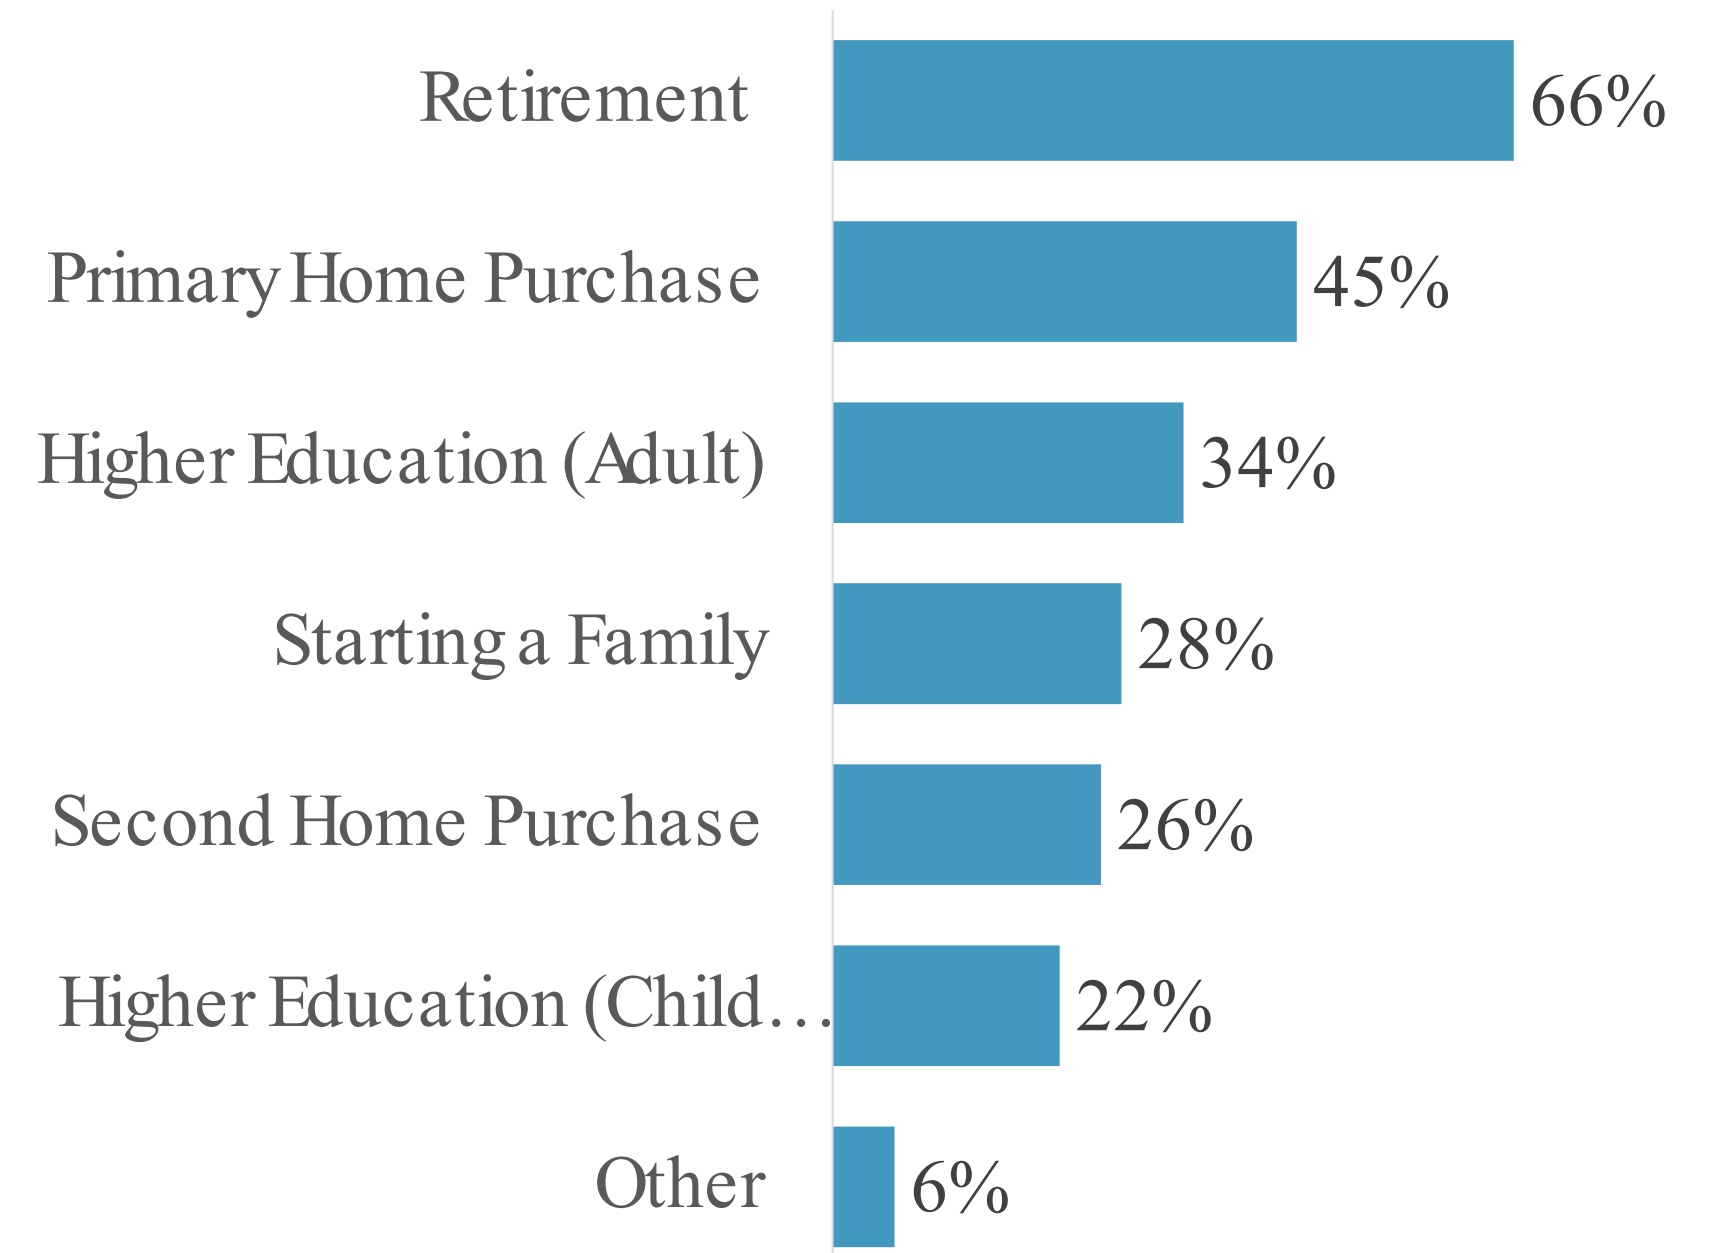 Retirement 66%
Primary Home Purchase 45%
Higher Education (Adult) 34%
Starting a Family 28%
Second Home Purchase 26%
Higher Education (Child… 22%
Other 6%